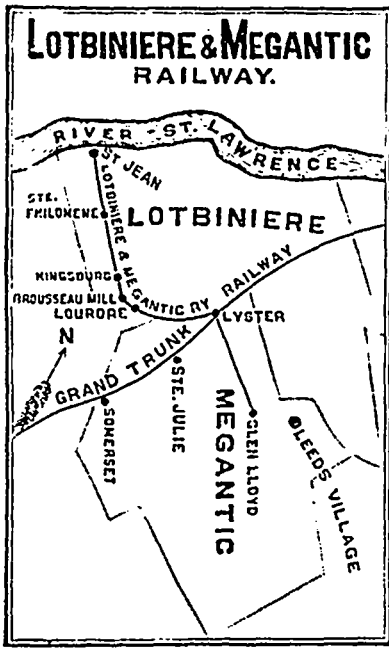 LOTBINIERE & MEGANTIC
RAILWAY.
RIVER ST. LAWRENCE
ST JEAN
LOTBINIERE & MEGANTIC RY
STE.
PHILOMENE
LOTBINIERE
KINGSBURG
BROUSSEAU MILL
LOURDRE
LYSTER
GRAND TRUNK RAILWAY
N
SOMERSET
STE. JULIE
MEGANTIC
GLEN LLOYD
LEEDS VILLAGE